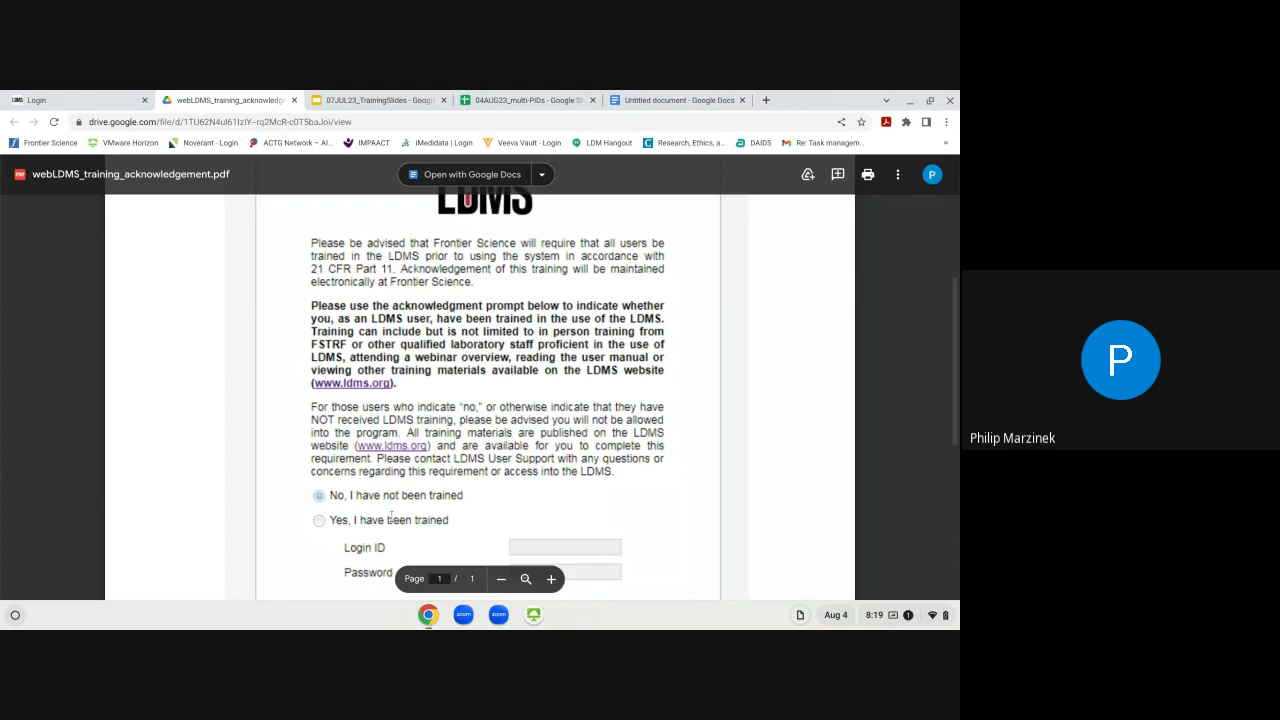 LDMS Login
webLDMS_training_acknowledg
07JUL23_TrainingSlides - Google
04AUG23_multi-PIDs - Google Sh
Untitled document - Google Docs
drive.google.com/file/d/1TU62N4ul61IzIY-rq2McR-c0T5baJoi/view
Frontier Science
VMware Horizon
Noverant - Login
ACTG Network – Al...
IMPAACT
iMedidata | Login
Veeva Vault - Login
LDM Hangout
Research, Ethics, a...
DAIDS
Re: Task managem...
»
PDF webLDMS_training_acknowledgement.pdf
Open with Google Docs
P
LDMS
Please be advised that Frontier Science will require that all users be
trained in the LDMS prior to using the system in accordance with
21 CFR Part 11. Acknowledgement of this training will be maintained
electronically at Frontier Science.
Please use the acknowledgment prompt below to indicate whether
you, as an LDMS user, have been trained in the use of the LDMS.
Training can include but is not limited to in person training from
FSTRF or other qualified laboratory staff proficient in the use of
LDMS, attending a webinar overview, reading the user manual or
viewing other training materials available on the LDMS website
(www.ldms.org).
For those users who indicate “no,” or otherwise indicate that they have
NOT received LDMS training, please be advised you will not be allowed
into the program. All training materials are published on the LDMS
website (www.ldms.org) and are available for you to complete this
requirement. Please contact LDMS User Support with any questions or
concerns regarding this requirement or access into the LDMS.
No, I have not been trained
Yes, I have been trained
Login ID
Password
Page 1 / 1
zoom
zoom
Aug 4
8:19
1
P
Philip Marzinek